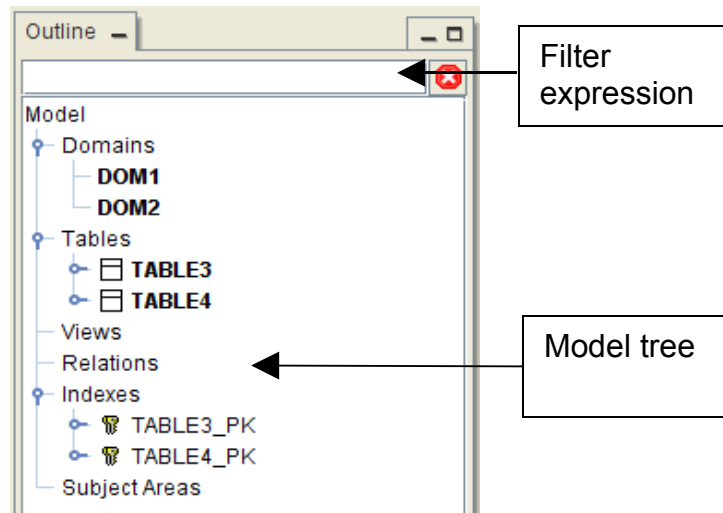 Outline
Filter
expression
Model
Domains
DOM1
DOM2
Tables
TABLE3
TABLE4
Views
Relations
Model tree
Indexes
TABLE3_PK
TABLE4_PK
Subject Areas